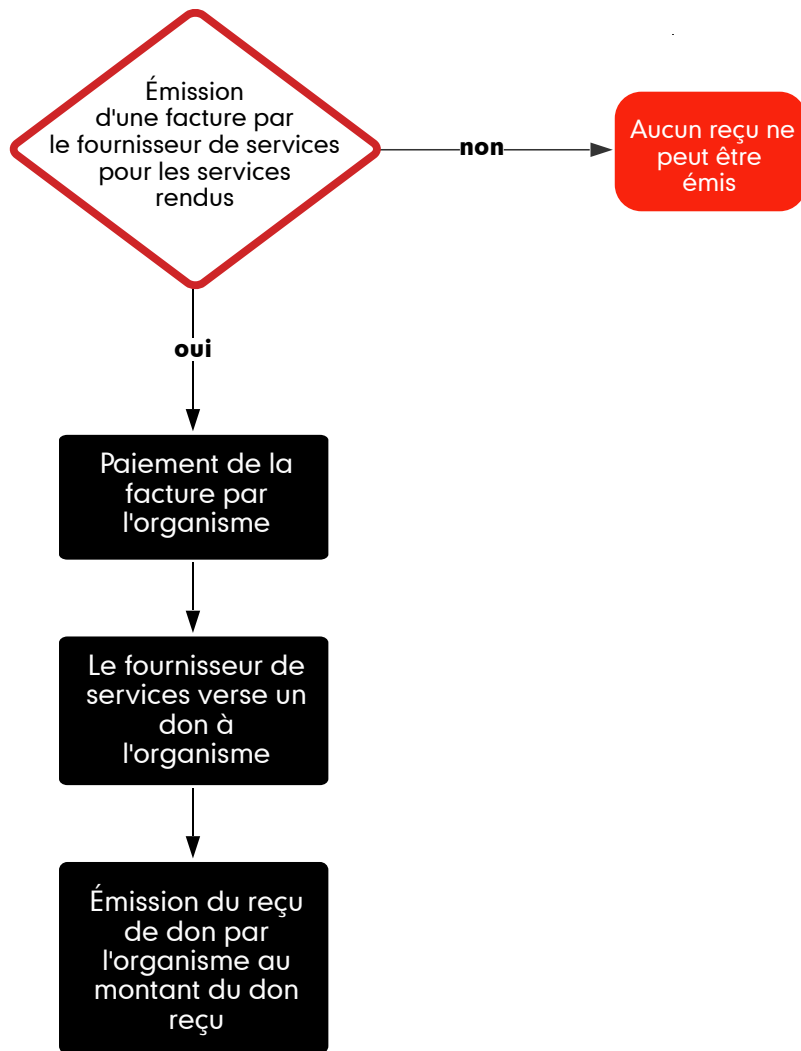 Émission
d'une facture par
le fournisseur de services
pour les services
rendus
non
Aucun reçu ne
peut être
émis
oui
Paiement de la
facture par
l'organisme
Le fournisseur de
services verse un
don à
l'organisme
Émission du reçu
de don par
l'organisme au
montant du don
reçu